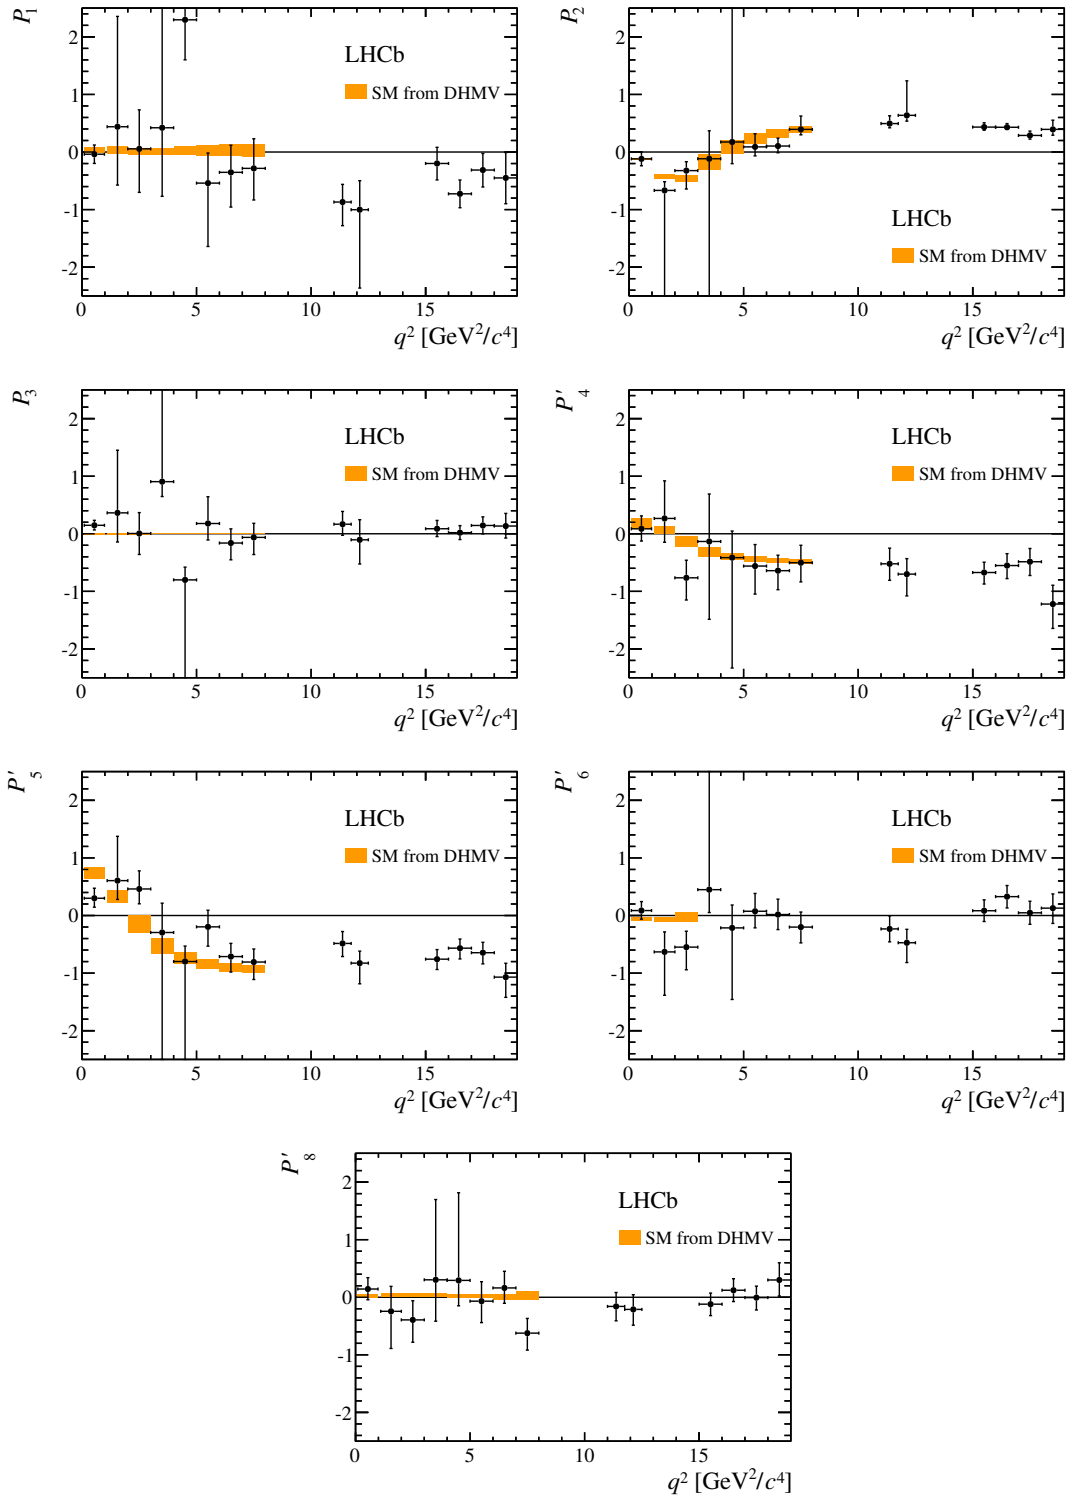 P₁ P₂
2 2
LHCb
SM from DHMV
1 1
0 0
-1 -1
LHCb
SM from DHMV
-2 -2
0 5 10 15 0 5 10 15
q² [GeV²/c⁴] q² [GeV²/c⁴]
P₃ P′₄
2 2
LHCb LHCb
1 SM from DHMV 1 SM from DHMV
0 0
-1 -1
-2 -2
0 5 10 15 0 5 10 15
q² [GeV²/c⁴] q² [GeV²/c⁴]
P′₅ P′₆
2 2
LHCb LHCb
1 SM from DHMV 1 SM from DHMV
0 0
-1 -1
-2 -2
0 5 10 15 0 5 10 15
q² [GeV²/c⁴] q² [GeV²/c⁴]
P′₈
2
LHCb
1 SM from DHMV
0
-1
-2
0 5 10 15
q² [GeV²/c⁴]